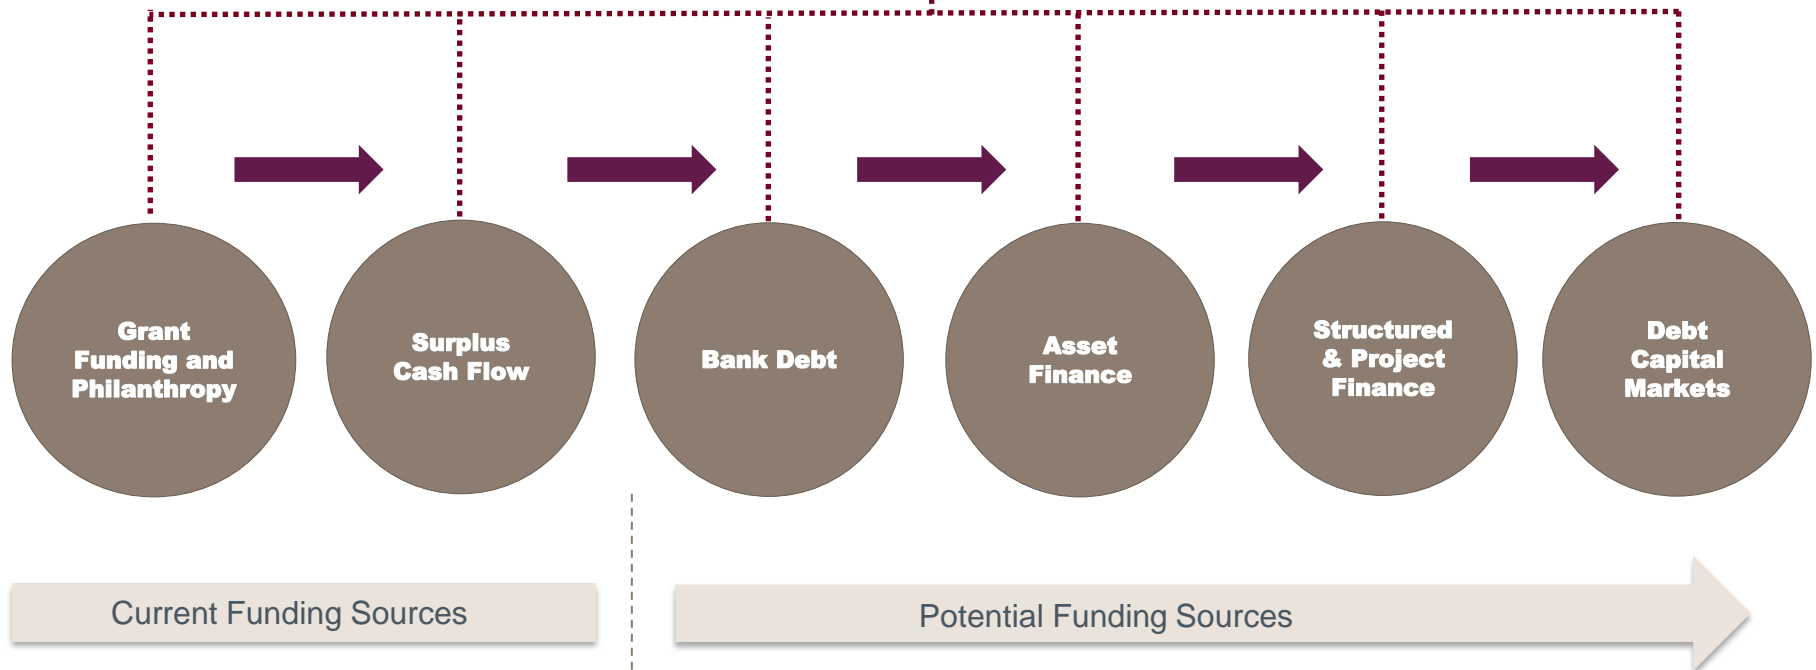 Grant
Funding and
Philanthropy
Surplus
Cash Flow
Bank Debt
Asset
Finance
Structured
& Project
Finance
Debt
Capital
Markets
Current Funding Sources
Potential Funding Sources